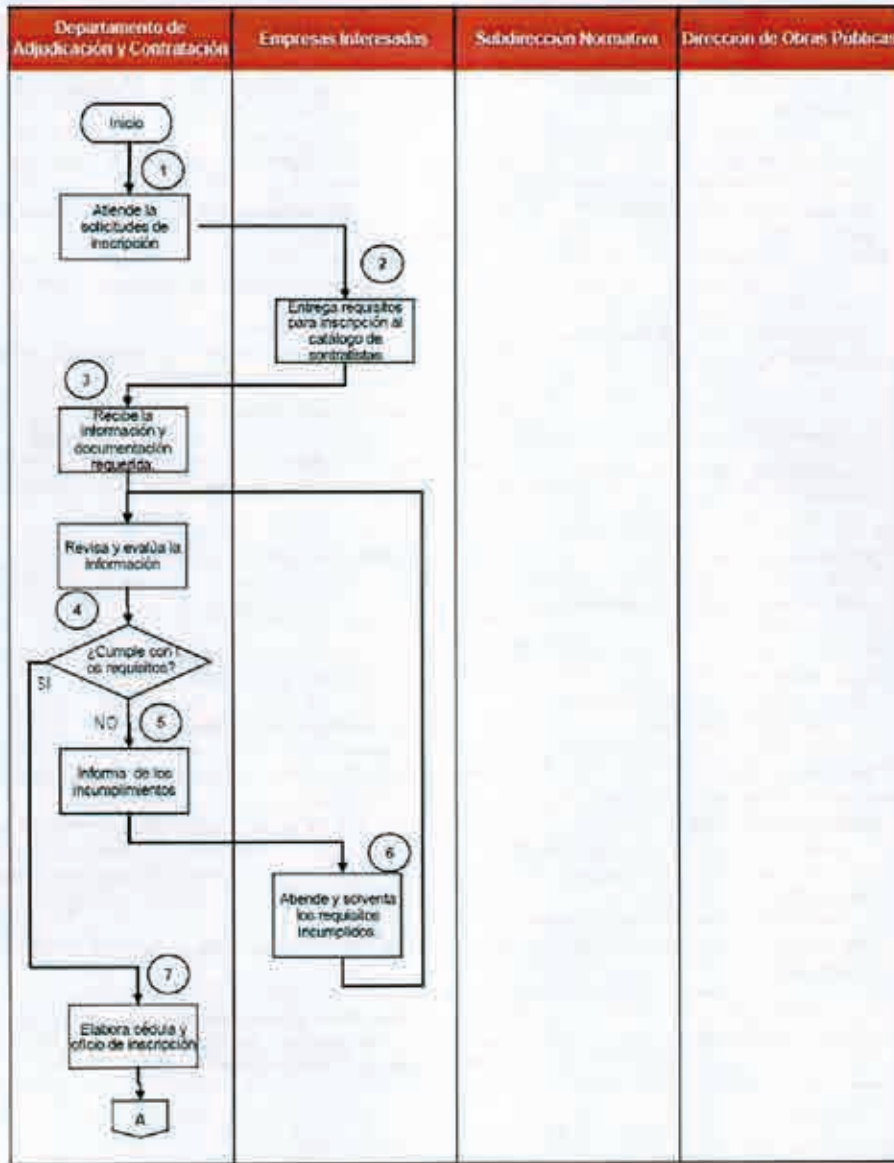 Departamento de
Adjudicación y Contratación
Empresas Interesadas
Subdirección Normativa
Dirección de Obras Públicas
Inicio
1
Atiende la
solicitudes de
inscripción
2
Entrega requisitos
para inscripción al
catálogo de
contratistas
3
Recibe la
información y
documentación
requerida.
Revisa y evalúa la
información
4
¿Cumple con l
os requisitos?
SI
NO
5
Informa de los
incumplimientos
6
Atiende y solventa
los requisitos
incumplidos.
7
Elabora cédula y
oficio de inscripción
A